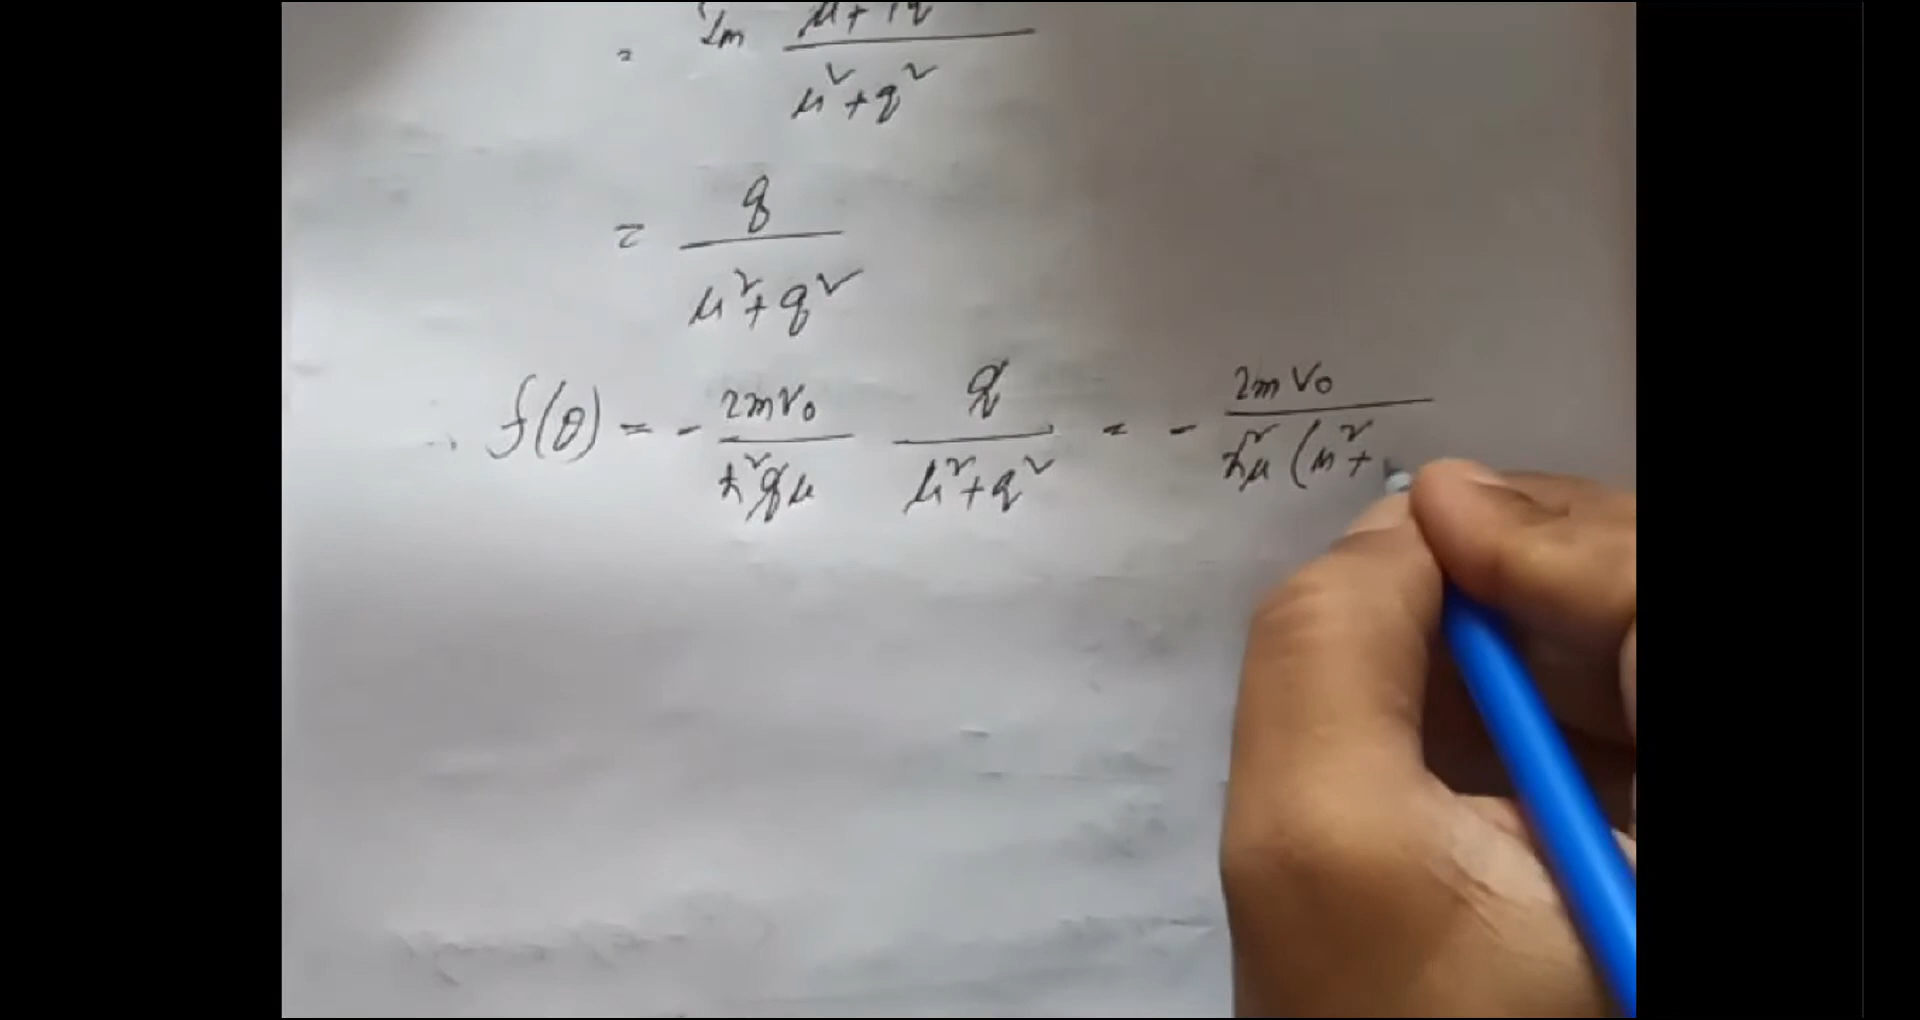 = Im μ + iq / μ² + q²
= q / μ² + q²
∴ f(θ) = - 2mV₀ / ħ²qμ q / μ² + q² = - 2mV₀ / ħ²μ (μ² +